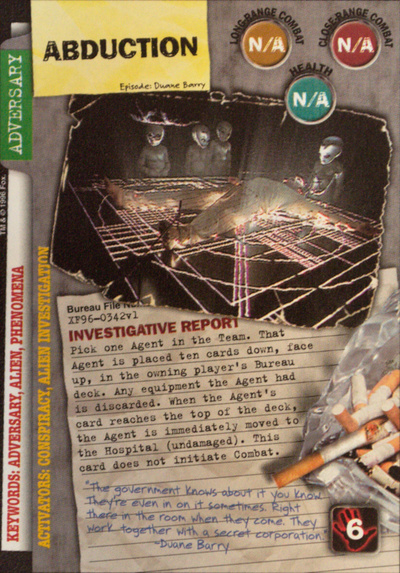 ABDUCTION
Episode: Duane Barry
LONG-RANGE COMBAT
N/A
CLOSE-RANGE COMBAT
N/A
HEALTH
N/A
ADVERSARY
TM & © 1996 Fox.
KEYWORDS: ADVERSARY, ALIEN, PHENOMENA
ACTIVATORS: CONSPIRACY, ALIEN INVESTIGATION
Bureau File
XF96-0342v1
INVESTIGATIVE REPORT
Pick one Agent in the Team. That
Agent is placed ten cards down, face
up, in the owning player's Bureau
deck. Any equipment the Agent had
is discarded. When the Agent's
card reaches the top of the deck,
the Agent is immediately moved to
the Hospital (undamaged). This
card does not initiate Combat.
"The government knows about it you know.
They're even in on it sometimes. Right
there in the room when they come. They
work together with a secret corporation."
-Duane Barry
6